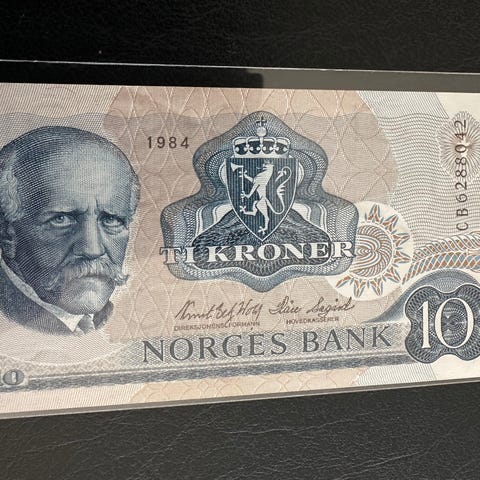 1984
CB6288042
TI KRONER
DIREKSJONENS FORMANN
HOVEDKASSERER
NORGES BANK
10